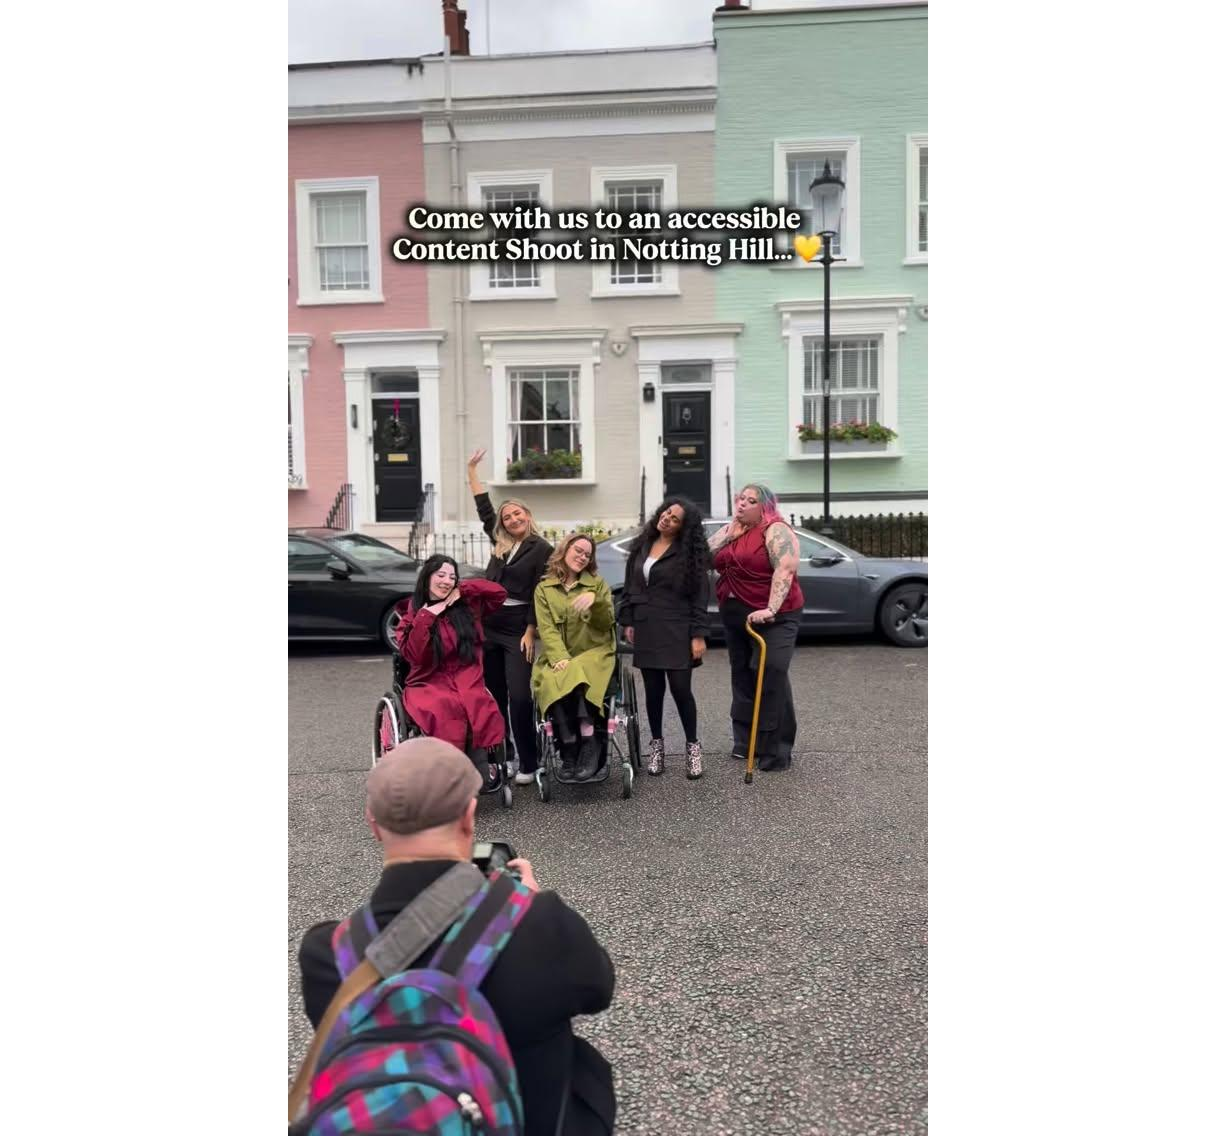 Come with us to an accessible
Content Shoot in Notting Hill...💛